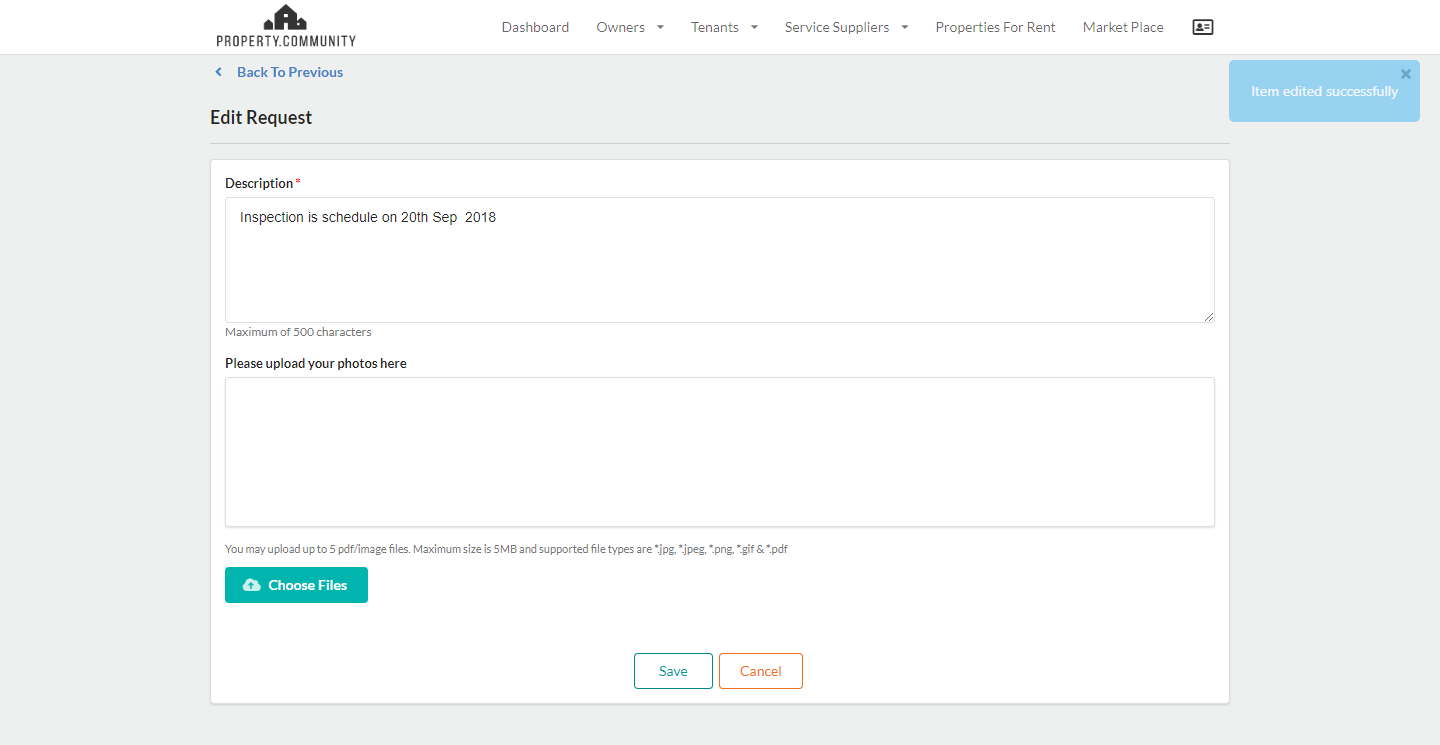 PROPERTY.COMMUNITY
Dashboard Owners Tenants Service Suppliers Properties For Rent Market Place
Back To Previous
Item edited successfully
Edit Request
Description*
Inspection is schedule on 20th Sep  2018
Maximum of 500 characters
Please upload your photos here
You may upload up to 5 pdf/image files. Maximum size is 5MB and supported file types are *.jpg, *.jpeg, *.png, *.gif & *.pdf
Choose Files
Save Cancel